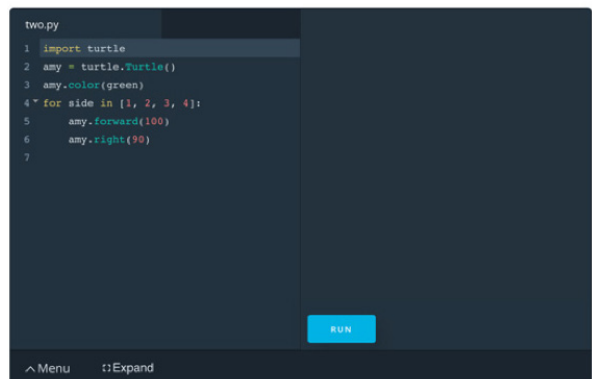 two.py
1 import turtle
2 amy = turtle.Turtle()
3 amy.color(green)
4 for side in [1, 2, 3, 4]:
5 amy.forward(100)
6 amy.right(90)
7
RUN
Menu Expand